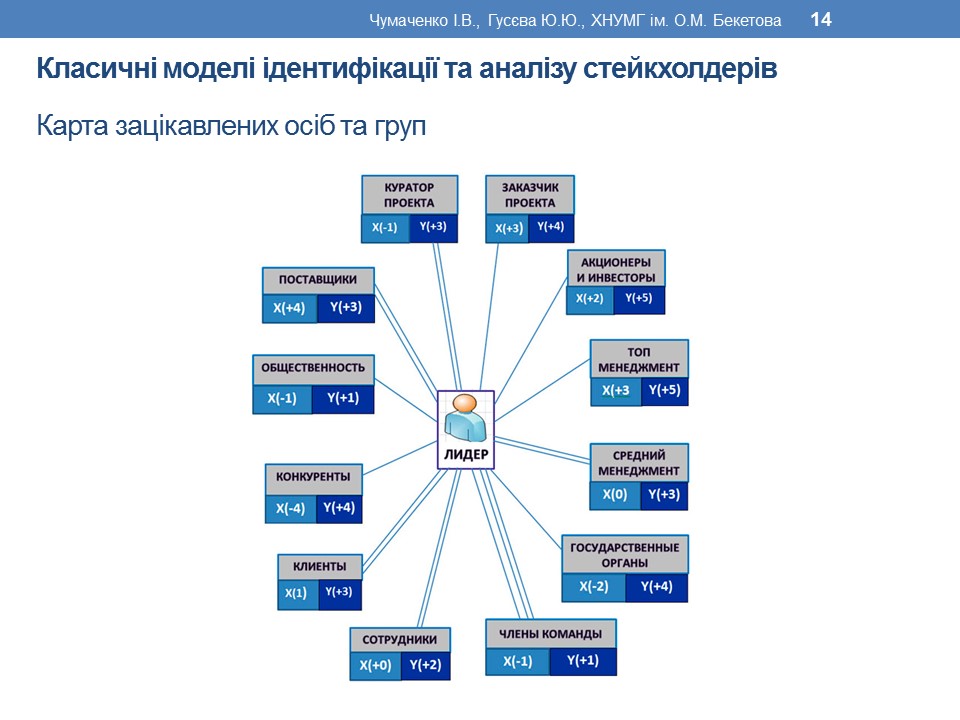 Чумаченко І.В., Гусєва Ю.Ю., ХНУМГ ім. О.М. Бекетова 14
Класичні моделі ідентифікації та аналізу стейкхолдерів
Карта зацікавлених осіб та груп
КУРАТОР
ПРОЕКТА
X(-1) Y(+3)
ЗАКАЗЧИК
ПРОЕКТА
X(+3) Y(+4)
АКЦИОНЕРЫ
И ИНВЕСТОРЫ
X(+2) Y(+5)
ПОСТАВЩИКИ
X(+4) Y(+3)
ТОП
МЕНЕДЖМЕНТ
X(+3 Y(+5)
ОБЩЕСТВЕННОСТЬ
X(-1) Y(+1)
ЛИДЕР
СРЕДНИЙ
МЕНЕДЖМЕНТ
X(0) Y(+3)
КОНКУРЕНТЫ
X(-4) Y(+4)
ГОСУДАРСТВЕННЫЕ
ОРГАНЫ
X(-2) Y(+4)
КЛИЕНТЫ
X(1) Y(+3)
СОТРУДНИКИ
X(+0) Y(+2)
ЧЛЕНЫ КОМАНДЫ
X(-1) Y(+1)